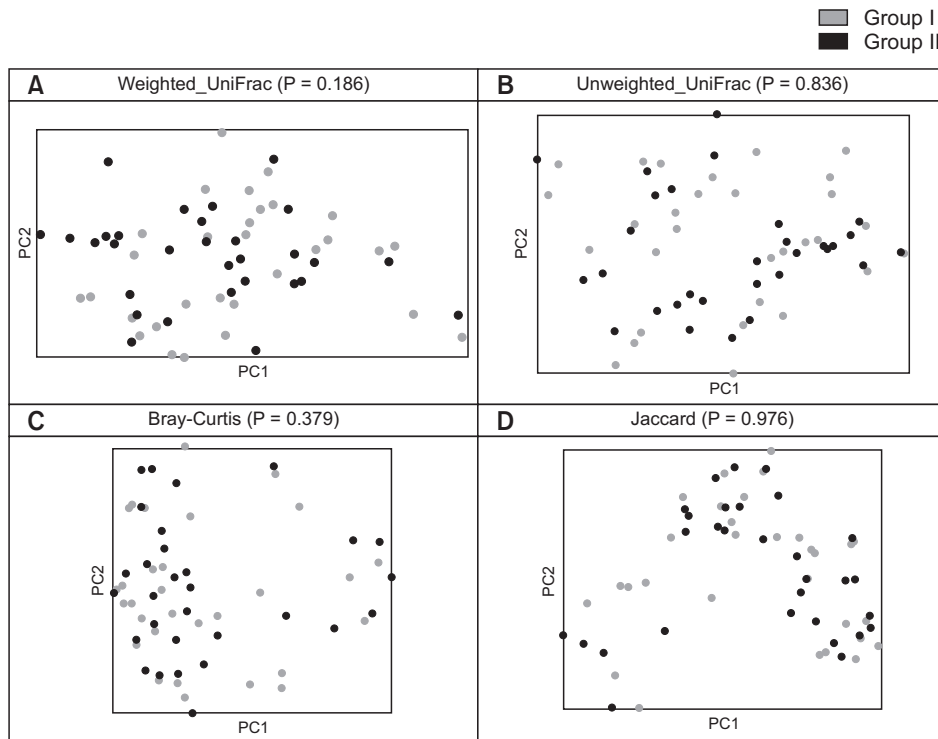 Group I
Group II
A Weighted_UniFrac (P = 0.186)
PC2
PC1
B Unweighted_UniFrac (P = 0.836)
PC2
PC1
C Bray-Curtis (P = 0.379)
PC2
PC1
D Jaccard (P = 0.976)
PC2
PC1